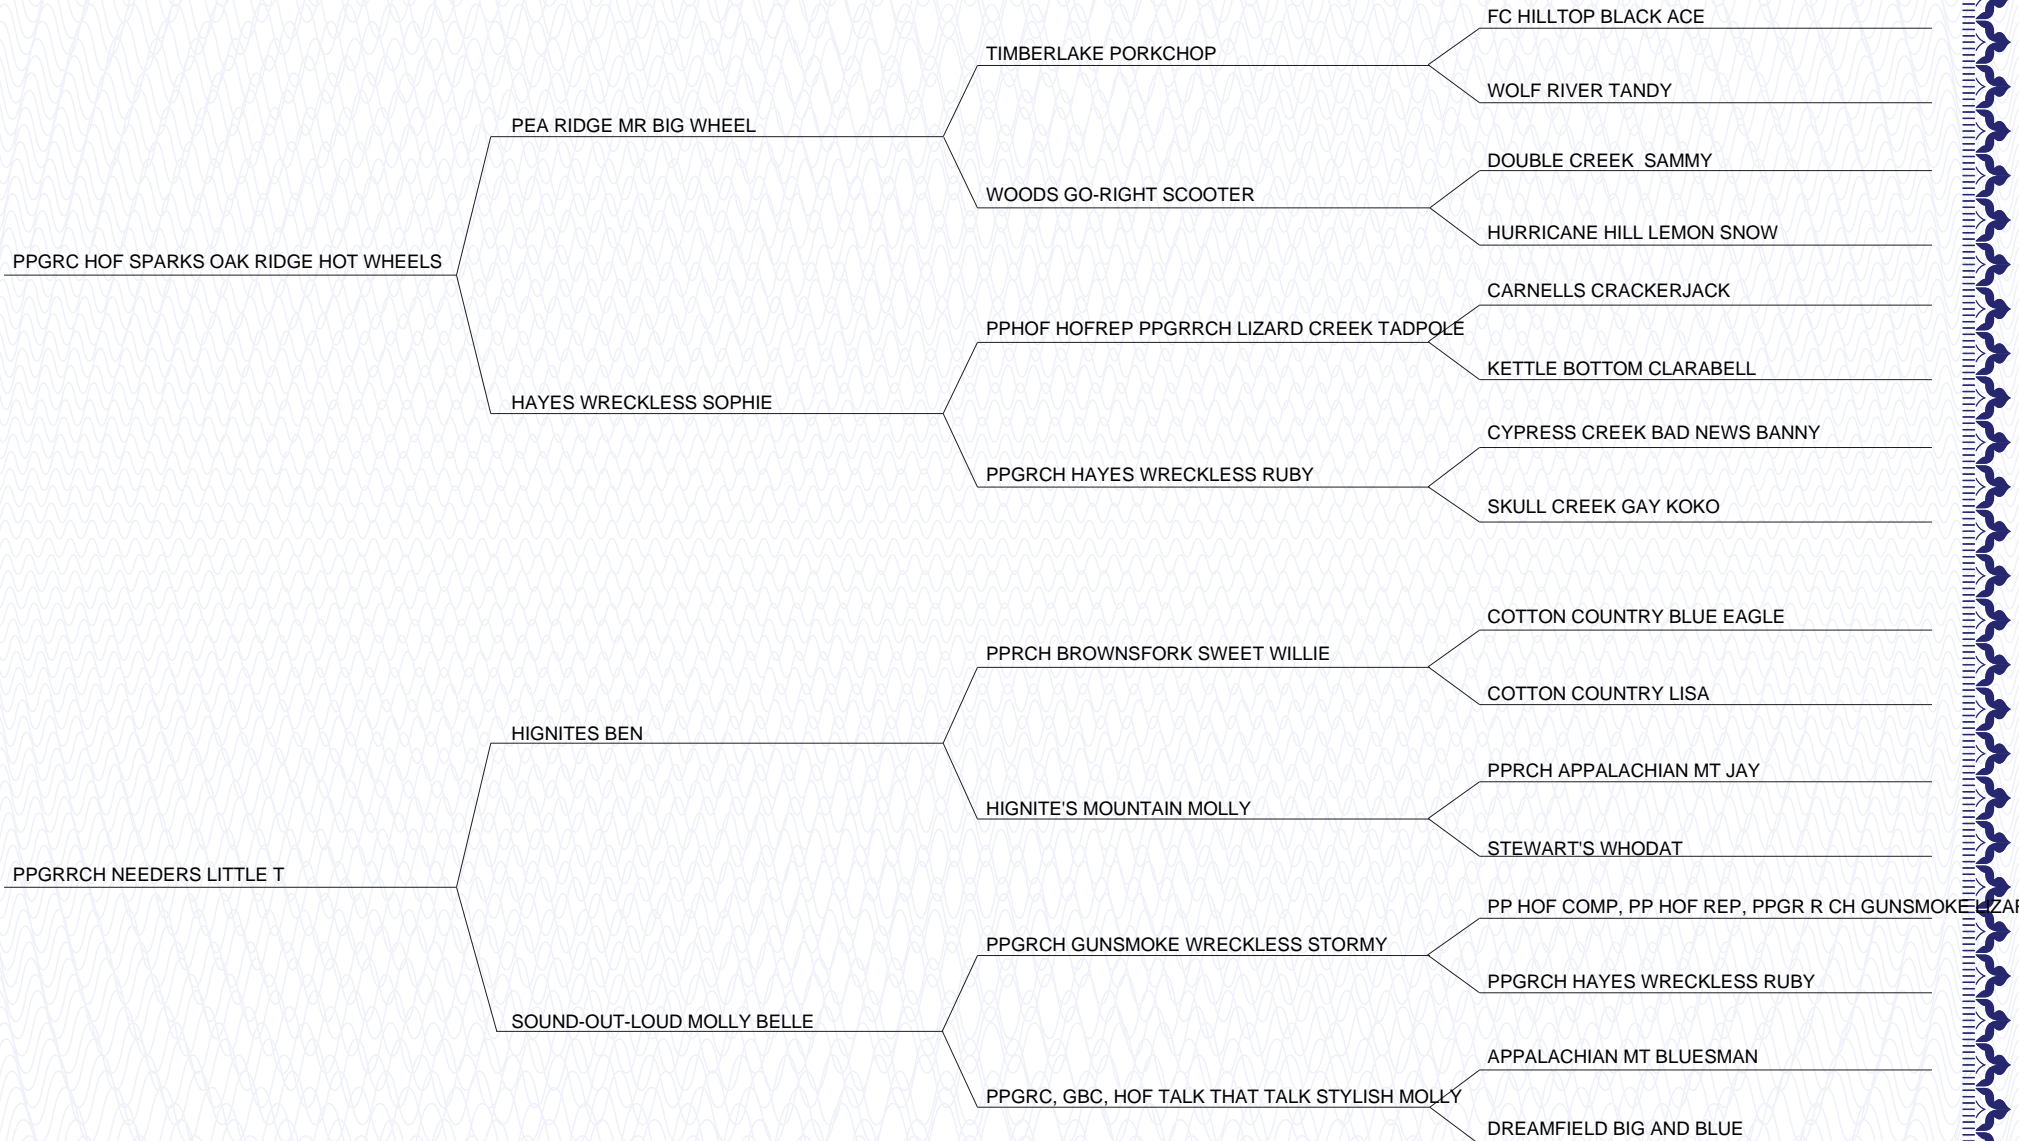 FC HILLTOP BLACK ACE
TIMBERLAKE PORKCHOP
WOLF RIVER TANDY
PEA RIDGE MR BIG WHEEL
DOUBLE CREEK  SAMMY
WOODS GO-RIGHT SCOOTER
HURRICANE HILL LEMON SNOW
PPGRC HOF SPARKS OAK RIDGE HOT WHEELS
CARNELLS CRACKERJACK
PPHOF HOFREP PPGRRCH LIZARD CREEK TADPOLE
KETTLE BOTTOM CLARABELL
HAYES WRECKLESS SOPHIE
CYPRESS CREEK BAD NEWS BANNY
PPGRCH HAYES WRECKLESS RUBY
SKULL CREEK GAY KOKO
COTTON COUNTRY BLUE EAGLE
PPRCH BROWNSFORK SWEET WILLIE
COTTON COUNTRY LISA
HIGNITES BEN
PPRCH APPALACHIAN MT JAY
HIGNITE'S MOUNTAIN MOLLY
STEWART'S WHODAT
PPGRRCH NEEDERS LITTLE T
PP HOF COMP, PP HOF REP, PPGR R CH GUNSMOKE
PPGRCH GUNSMOKE WRECKLESS STORMY
PPGRCH HAYES WRECKLESS RUBY
SOUND-OUT-LOUD MOLLY BELLE
APPALACHIAN MT BLUESMAN
PPGRC, GBC, HOF TALK THAT TALK STYLISH MOLLY
DREAMFIELD BIG AND BLUE